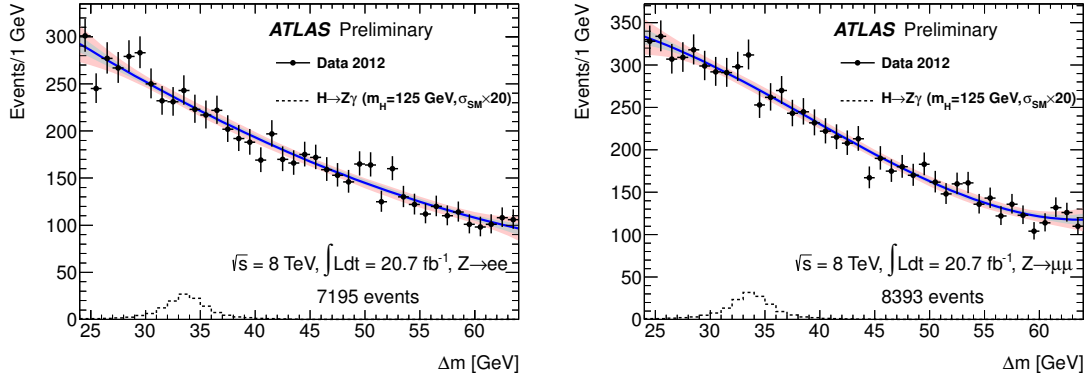 Events/ 1 GeV
300
250
200
150
100
50
0
ATLAS Preliminary
Data 2012
H→Zγ (m_H=125 GeV,σ_SM×20)
√s = 8 TeV, ∫Ldt = 20.7 fb⁻¹, Z→ee
7195 events
25 30 35 40 45 50 55 60
Δm [GeV]
Events/ 1 GeV
350
300
250
200
150
100
50
0
ATLAS Preliminary
Data 2012
H→Zγ (m_H=125 GeV,σ_SM×20)
√s = 8 TeV, ∫Ldt = 20.7 fb⁻¹, Z→μμ
8393 events
25 30 35 40 45 50 55 60
Δm [GeV]